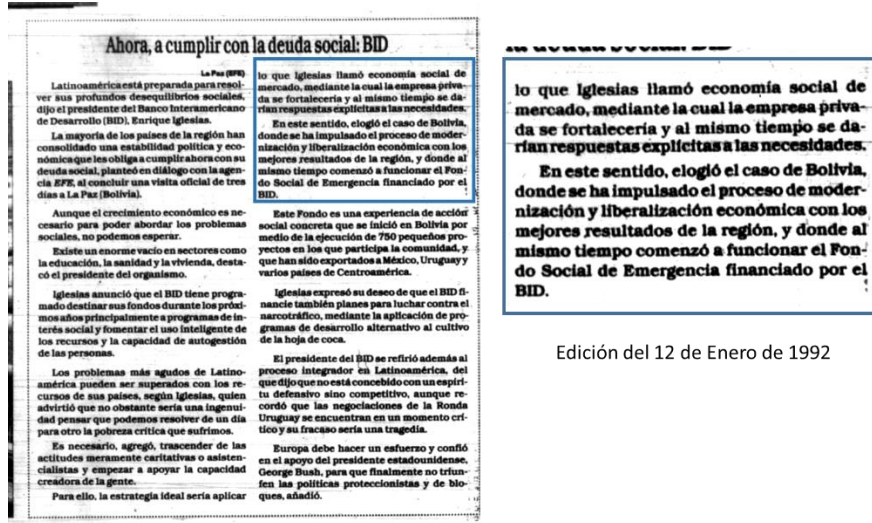 Ahora, a cumplir con la deuda social: BID
La Paz (EFE)
Latinoamérica está preparada para resol-
ver sus profundos desequilibrios sociales,
dijo el presidente del Banco Interamericano
de Desarrollo (BID), Enrique Iglesias.
La mayoría de los países de la región han
consolidado una estabilidad política y eco-
nómica que les obliga a cumplir ahora con su
deuda social, planteó en diálogo con la agen-
cia EFE, al concluir una visita oficial de tres
días a La Paz (Bolivia).
Aunque el crecimiento económico es ne-
cesario para poder abordar los problemas
sociales, no podemos esperar.
Existe un enorme vacío en sectores como
la educación, la sanidad y la vivienda, desta-
có el presidente del organismo.
Iglesias anunció que el BID tiene progra-
mado destinar sus fondos durante los próxi-
mos años principalmente a programas de in-
terés social y fomentar el uso inteligente de
los recursos y la capacidad de autogestión
de las personas.
Los problemas más agudos de Latino-
américa pueden ser superados con los re-
cursos de sus países, según Iglesias, quien
advirtió que no obstante sería una ingenui-
dad pensar que podemos resolver de un día
para otro la pobreza crítica que sufrimos.
Es necesario, agregó, trascender de las
actitudes meramente caritativas o asisten-
cialistas y empezar a apoyar la capacidad
creadora de la gente.
Para ello, la estrategia ideal sería aplicar
lo que Iglesias llamó economía social de
mercado, mediante la cual la empresa priva-
da se fortalecería y al mismo tiempo se da-
rían respuestas explícitas a las necesidades.
En este sentido, elogió el caso de Bolivia,
donde se ha impulsado el proceso de moder-
nización y liberalización económica con los
mejores resultados de la región, y donde al
mismo tiempo comenzó a funcionar el Fon-
do Social de Emergencia financiado por el
BID.
Este Fondo es una experiencia de acción
social concreta que se inició en Bolivia por
medio de la ejecución de 750 pequeños pro-
yectos en los que participa la comunidad, y
que han sido exportados a México, Uruguay y
varios países de Centroamérica.
Iglesias expresó su deseo de que el BID fi-
nancie también planes para luchar contra el
narcotráfico, mediante la aplicación de pro-
gramas de desarrollo alternativo al cultivo
de la hoja de coca.
El presidente del BID se refirió además al
proceso integrador en Latinoamérica, del
que dijo que no está concebido con un espíri-
tu defensivo sino competitivo, aunque re-
cordó que las negociaciones de la Ronda
Uruguay se encuentran en un momento crí-
tico y su fracaso sería una tragedia.
Europa debe hacer un esfuerzo y confió
en el apoyo del presidente estadounidense,
George Bush, para que finalmente no triun-
fen las políticas proteccionistas y de blo-
ques, añadió.
lo que Iglesias llamó economía social de
mercado, mediante la cual la empresa priva-
da se fortalecería y al mismo tiempo se da-
rían respuestas explícitas a las necesidades.
En este sentido, elogió el caso de Bolivia,
donde se ha impulsado el proceso de moder-
nización y liberalización económica con los
mejores resultados de la región, y donde al
mismo tiempo comenzó a funcionar el Fon-
do Social de Emergencia financiado por el
BID.
Edición del 12 de Enero de 1992